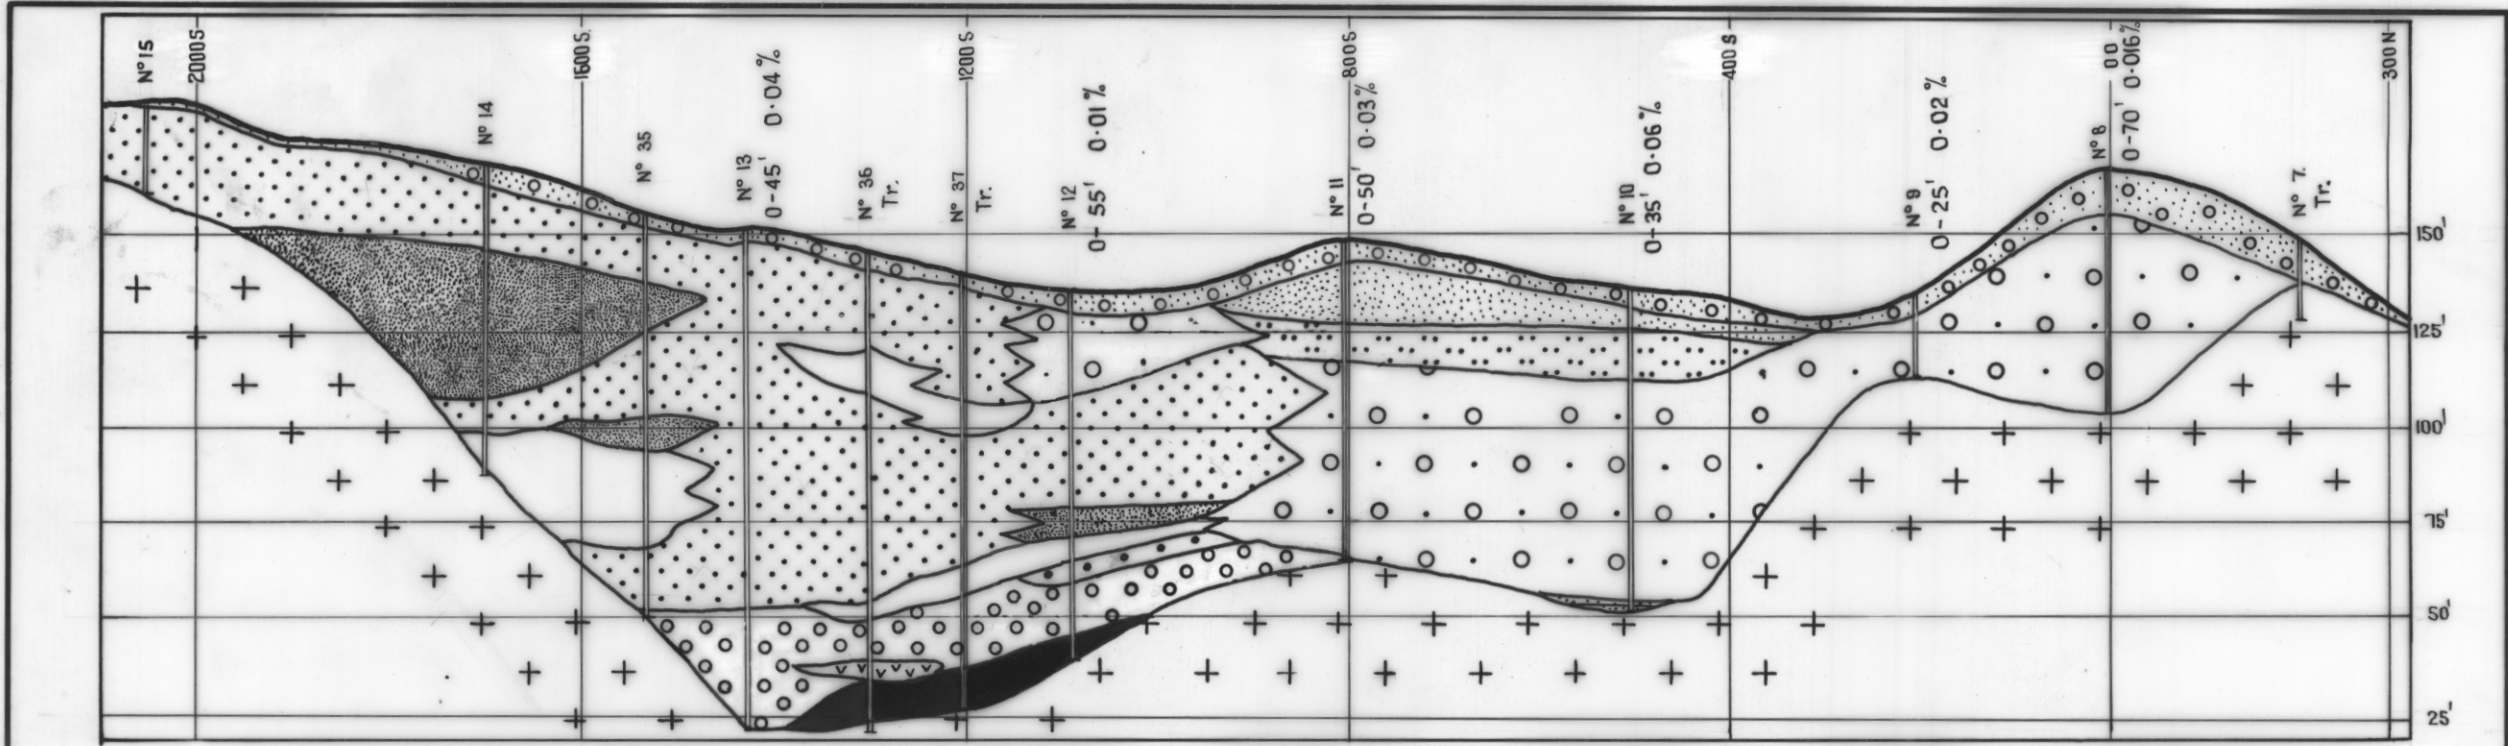 Nº 15
2000S
Nº 14
1600 S.
Nº 35
Nº 13
0-45' 0·04 %
Nº 36
Tr.
Nº 37
Tr.
1200 S.
Nº 12
0-55' 0·01 %
Nº 11
800 S
0-50' 0·03%
Nº 10
0-35' 0·06 %
400 S
Nº 9
0-25' 0·02 %
Nº 8
00
0-70' 0·016%
Nº 7.
Tr.
300 N
150'
125'
100'
75'
50'
25'